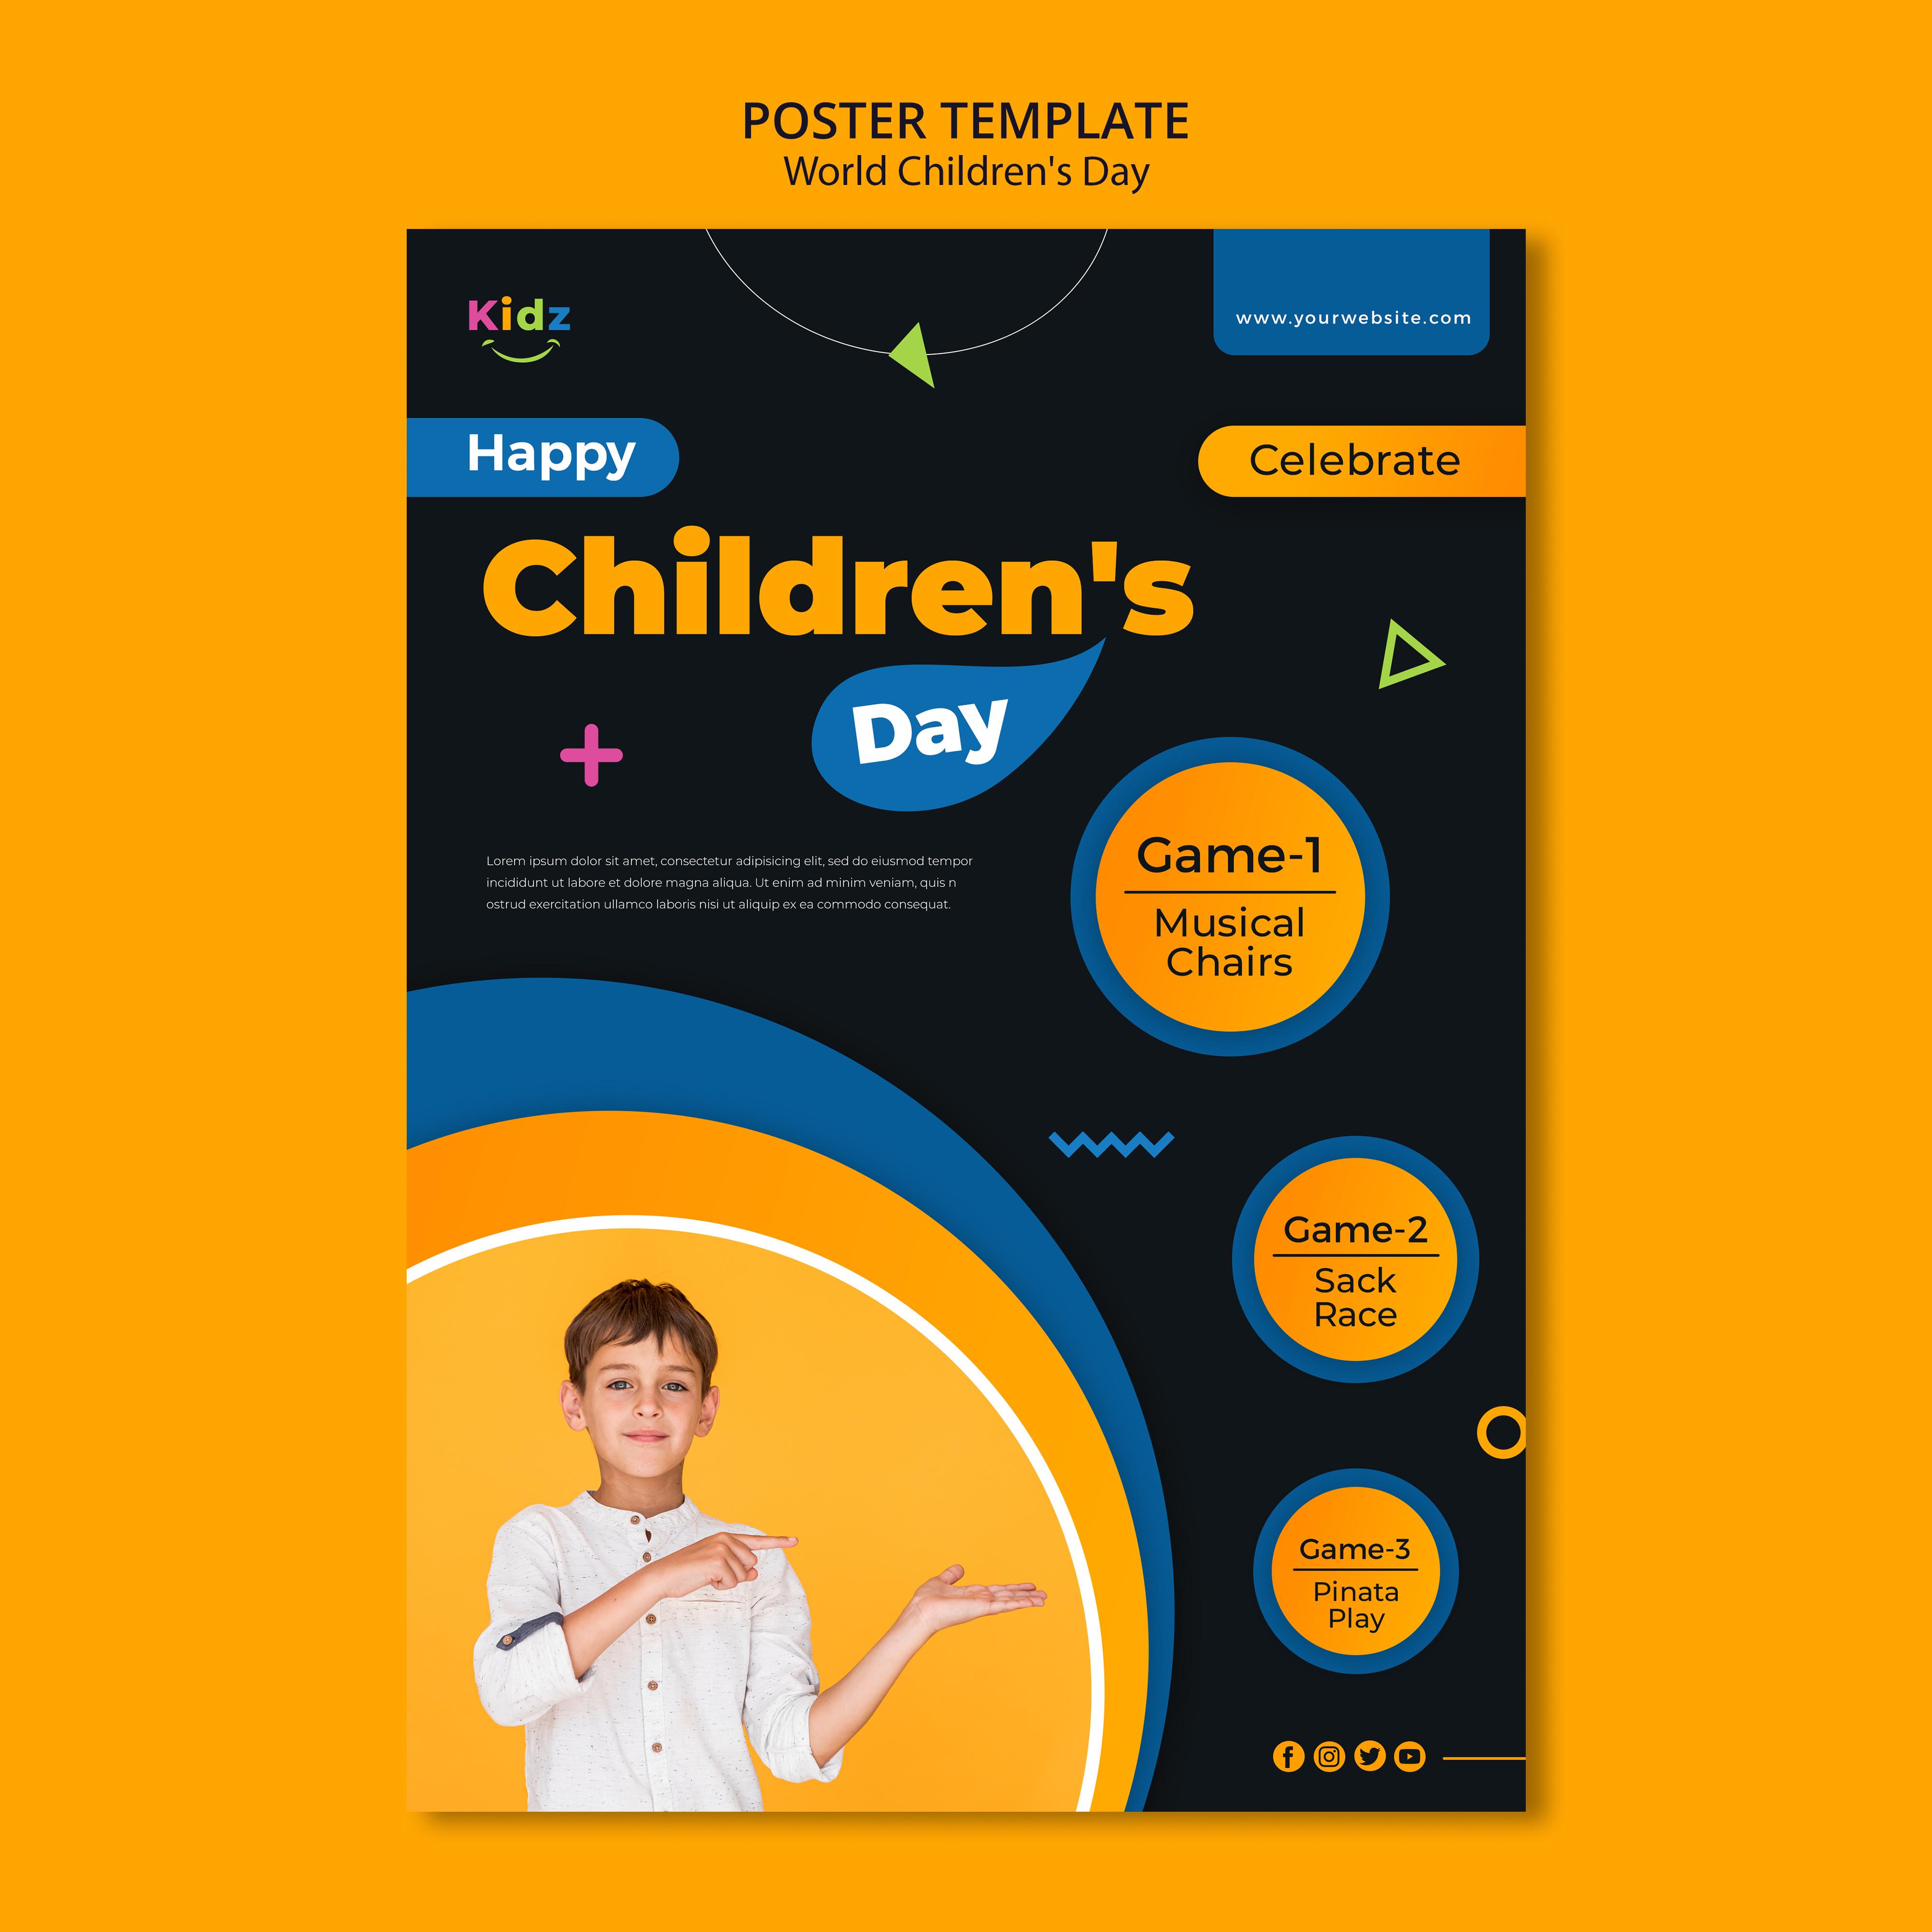 POSTER TEMPLATE
World Children's Day
Kidz
www.yourwebsite.com
Happy
Celebrate
Children's
Day
Lorem ipsum dolor sit amet, consectetur adipisicing elit, sed do eiusmod tempor
incididunt ut labore et dolore magna aliqua. Ut enim ad minim veniam, quis n
ostrud exercitation ullamco laboris nisi ut aliquip ex ea commodo consequat.
Game-1
Musical
Chairs
Game-2
Sack
Race
Game-3
Pinata
Play